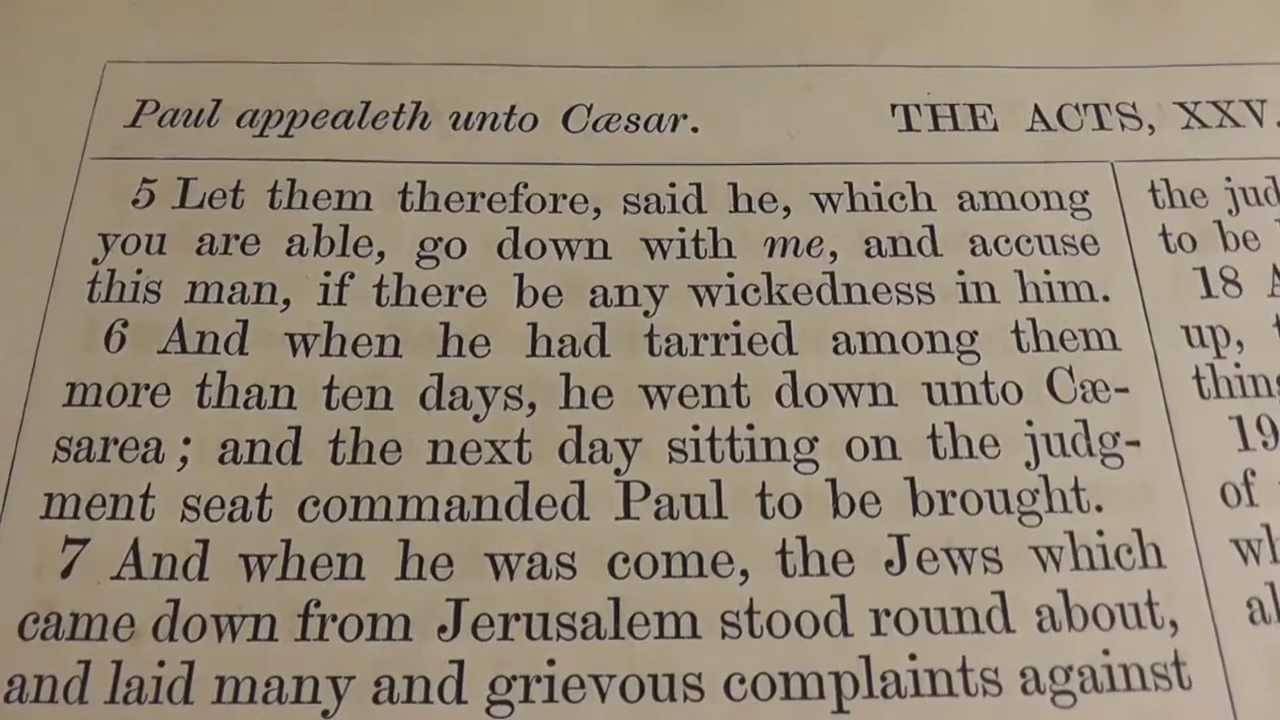 Paul appealeth unto Cæsar. THE ACTS, XXV.
5 Let them therefore, said he, which among
you are able, go down with me, and accuse
this man, if there be any wickedness in him.
6 And when he had tarried among them
more than ten days, he went down unto Cæ-
sarea; and the next day sitting on the judg-
ment seat commanded Paul to be brought.
7 And when he was come, the Jews which
came down from Jerusalem stood round about,
and laid many and grievous complaints against
the
to be
18
up,
19
of